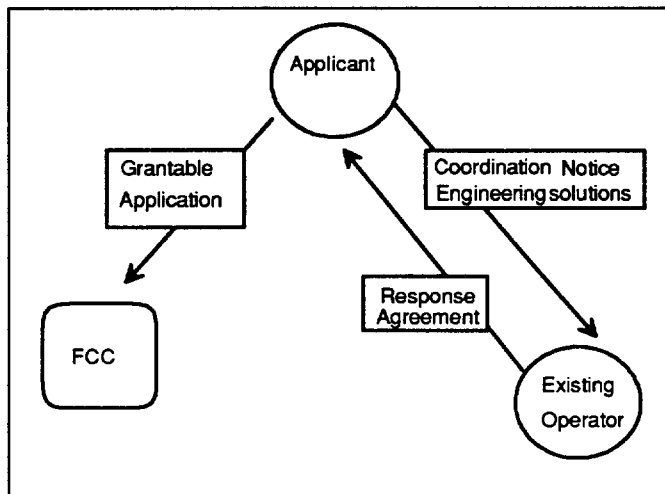 Applicant
Grantable
Application
Coordination Notice
Engineering solutions
Response
Agreement
FCC
Existing
Operator